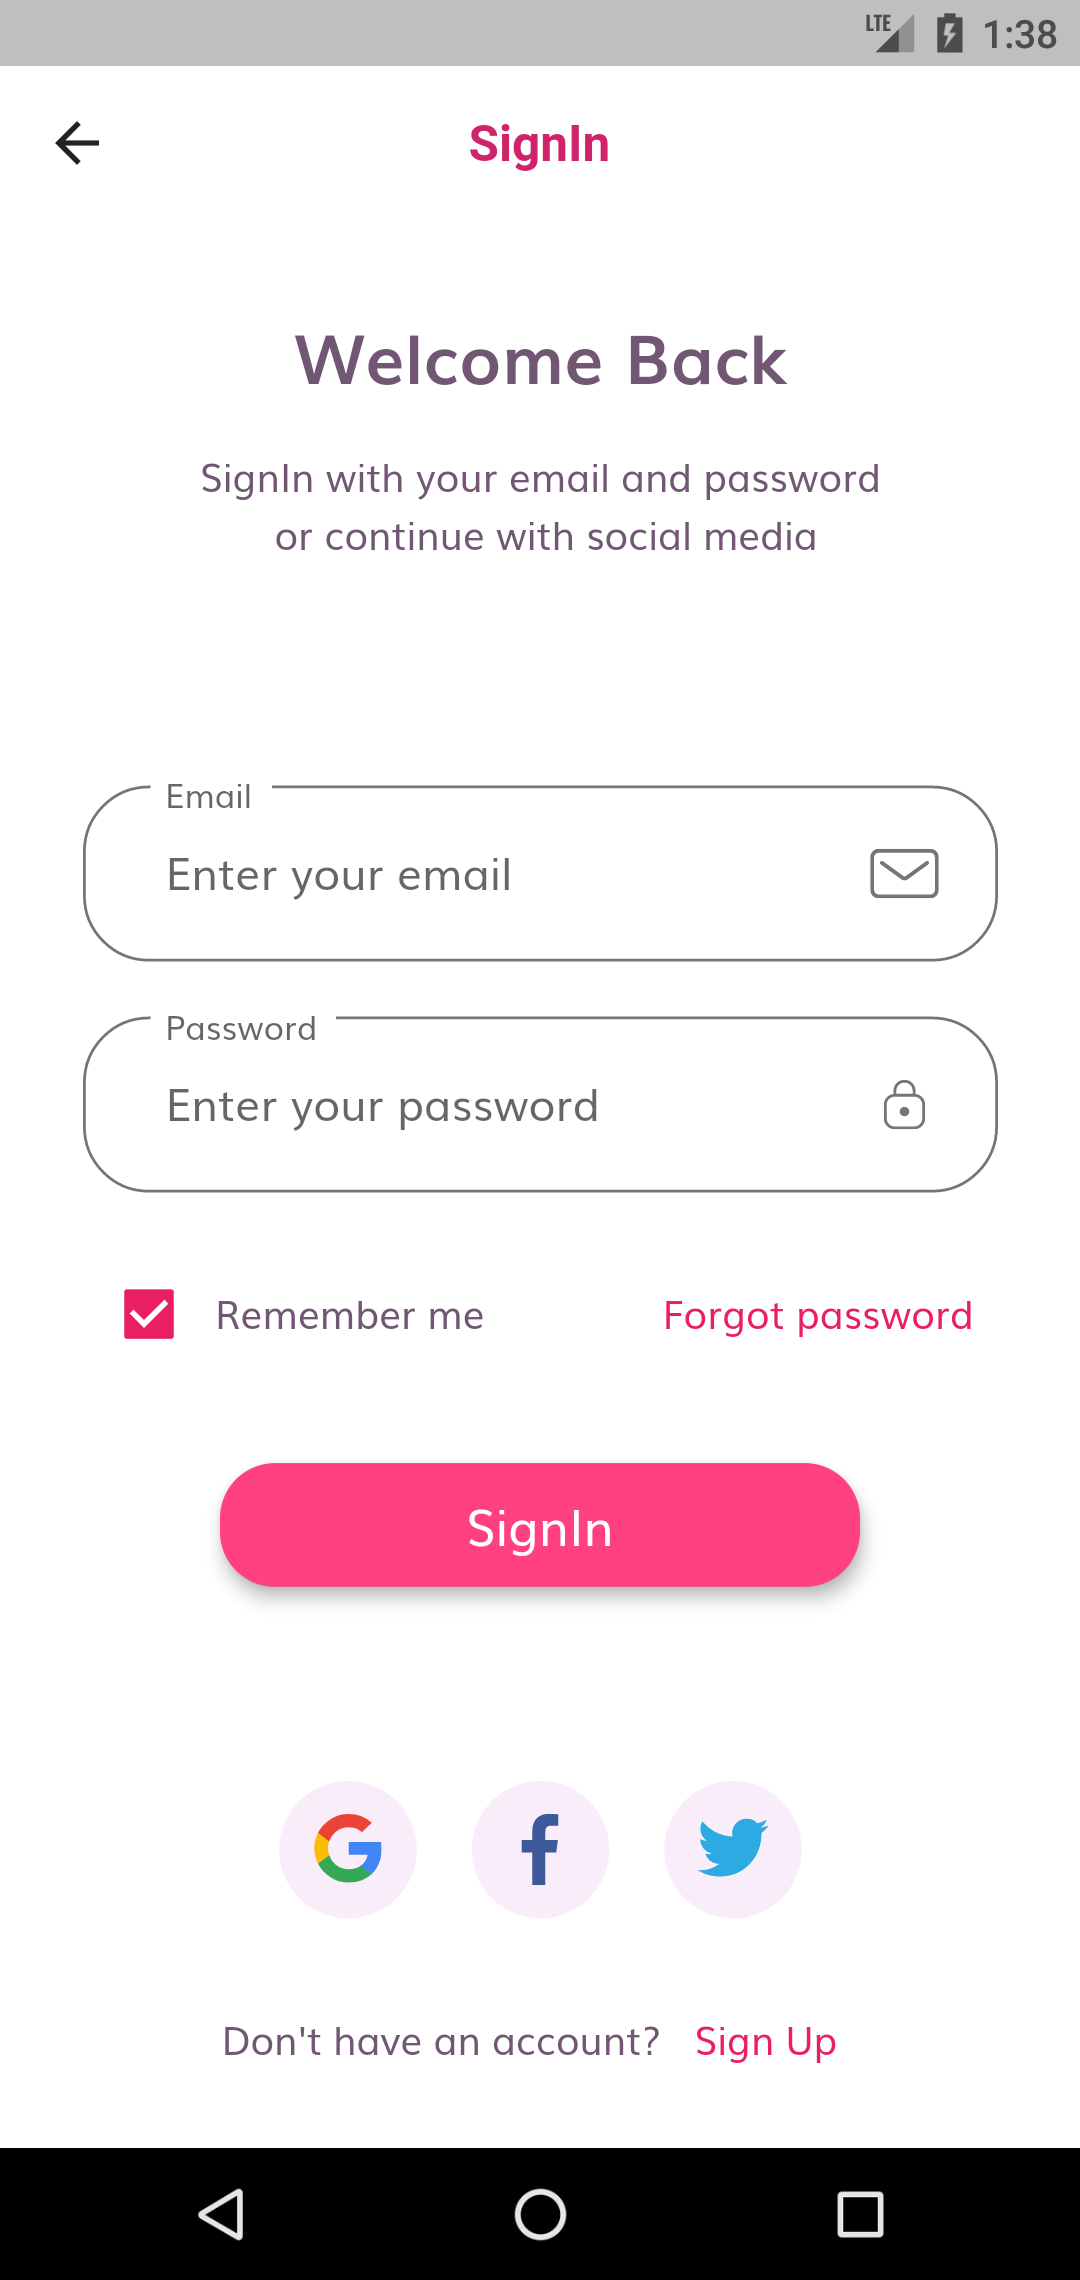 LTE 1:38
SignIn
Welcome Back
SignIn with your email and password
or continue with social media
Email
Enter your email
Password
Enter your password
Remember me Forgot password
SignIn
Don't have an account? Sign Up